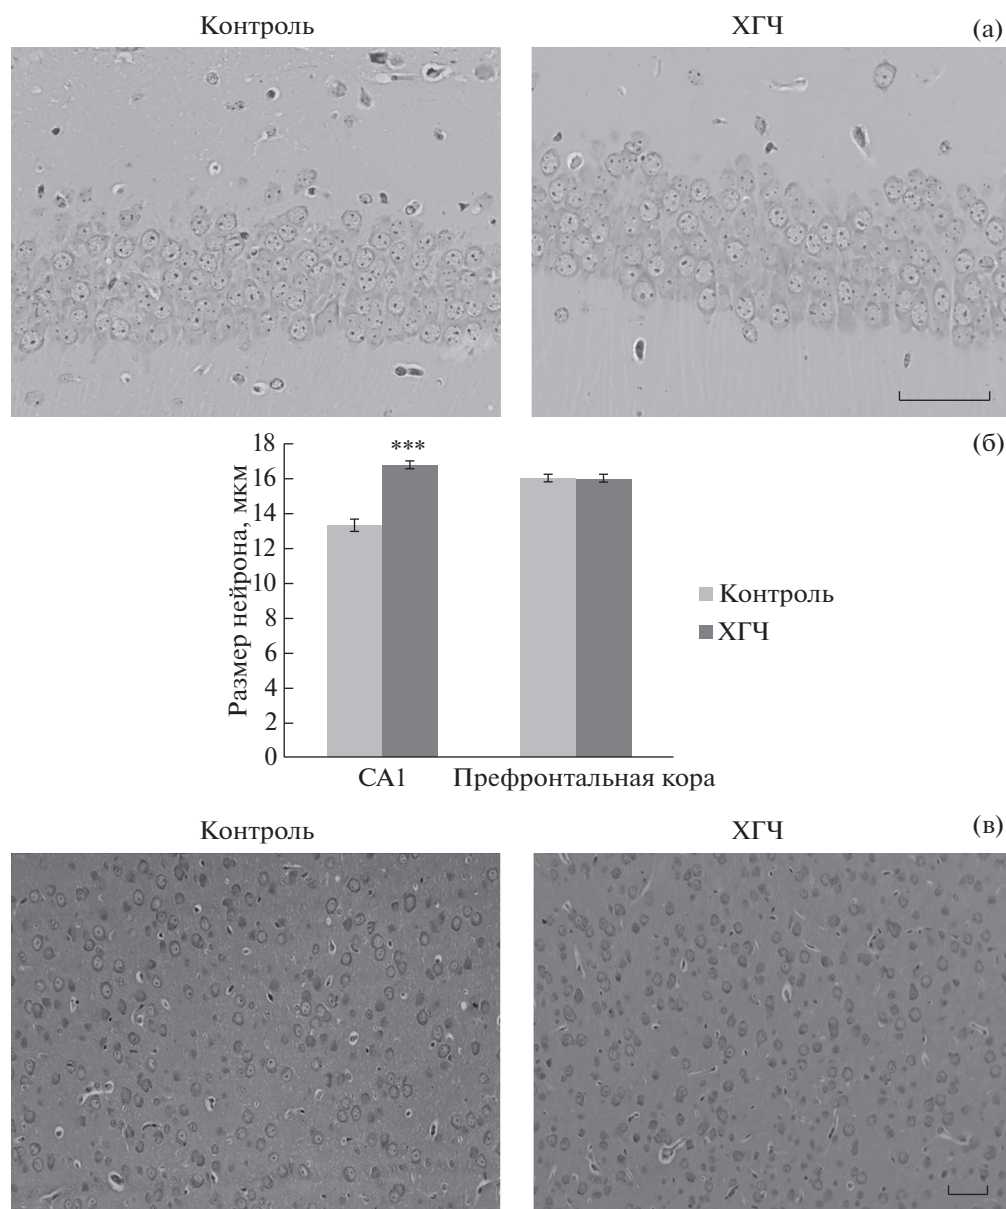 Контроль ХГЧ (а)
(б)
18
***
16
14
12
10
8
6
4
2
0
Размер нейрона, мкм
Контроль
ХГЧ
CA1 Префронтальная кора
Контроль ХГЧ (в)